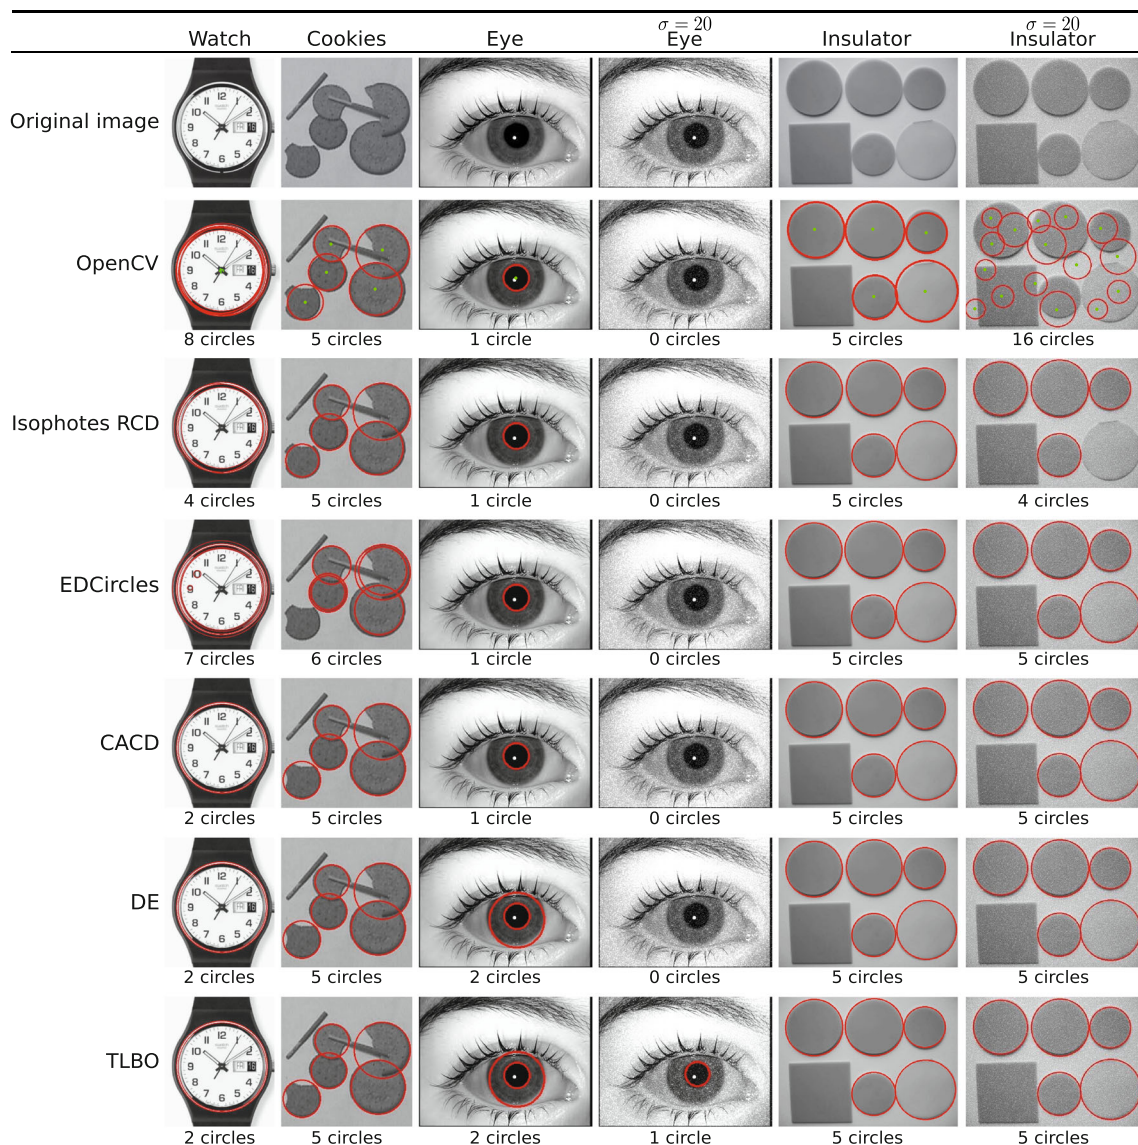 σ = 20 σ = 20
Watch Cookies Eye Eye Insulator Insulator
Original image
OpenCV
8 circles 5 circles 1 circle 0 circles 5 circles 16 circles
Isophotes RCD
4 circles 5 circles 1 circle 0 circles 5 circles 4 circles
EDCircles
7 circles 6 circles 1 circle 0 circles 5 circles 5 circles
CACD
2 circles 5 circles 1 circle 0 circles 5 circles 5 circles
DE
2 circles 5 circles 2 circles 0 circles 5 circles 5 circles
TLBO
2 circles 5 circles 2 circles 1 circle 5 circles 5 circles